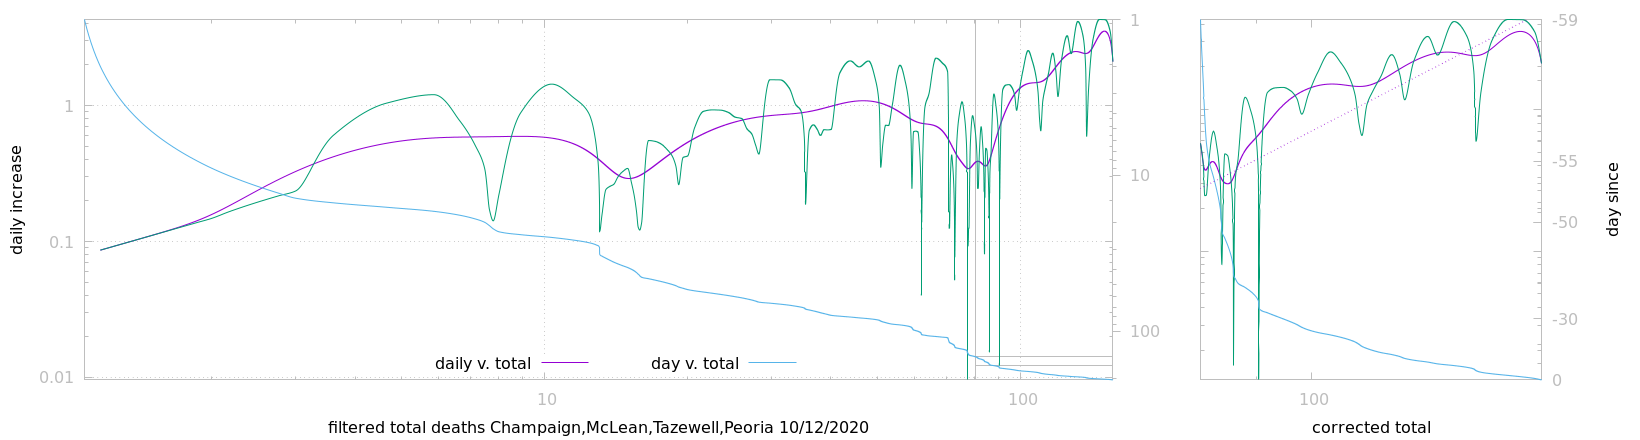 daily increase
1
0.1
0.01
daily v. total
day v. total
10
100
1
10
100
filtered total deaths Champaign,McLean,Tazewell,Peoria 10/12/2020
-59
-55
-50
-30
0
day since
100
corrected total